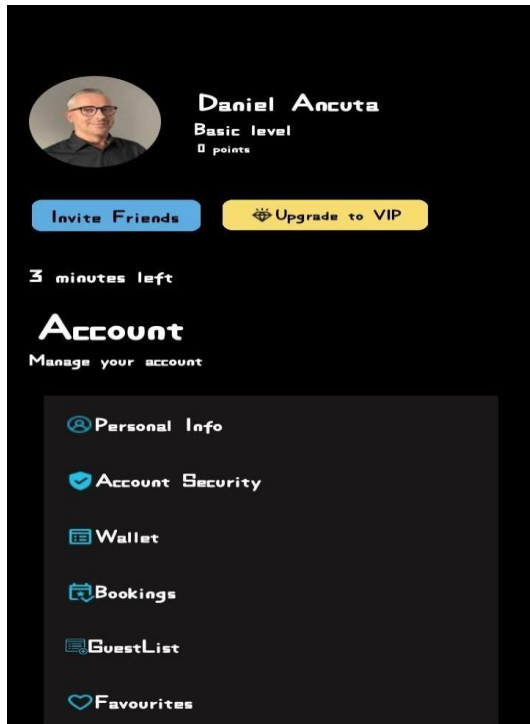 Daniel Ancuta
Basic level
0 points
Invite Friends
Upgrade to VIP
3 minutes left
Account
Manage your account
Personal Info
Account Security
Wallet
Bookings
GuestList
Favourites